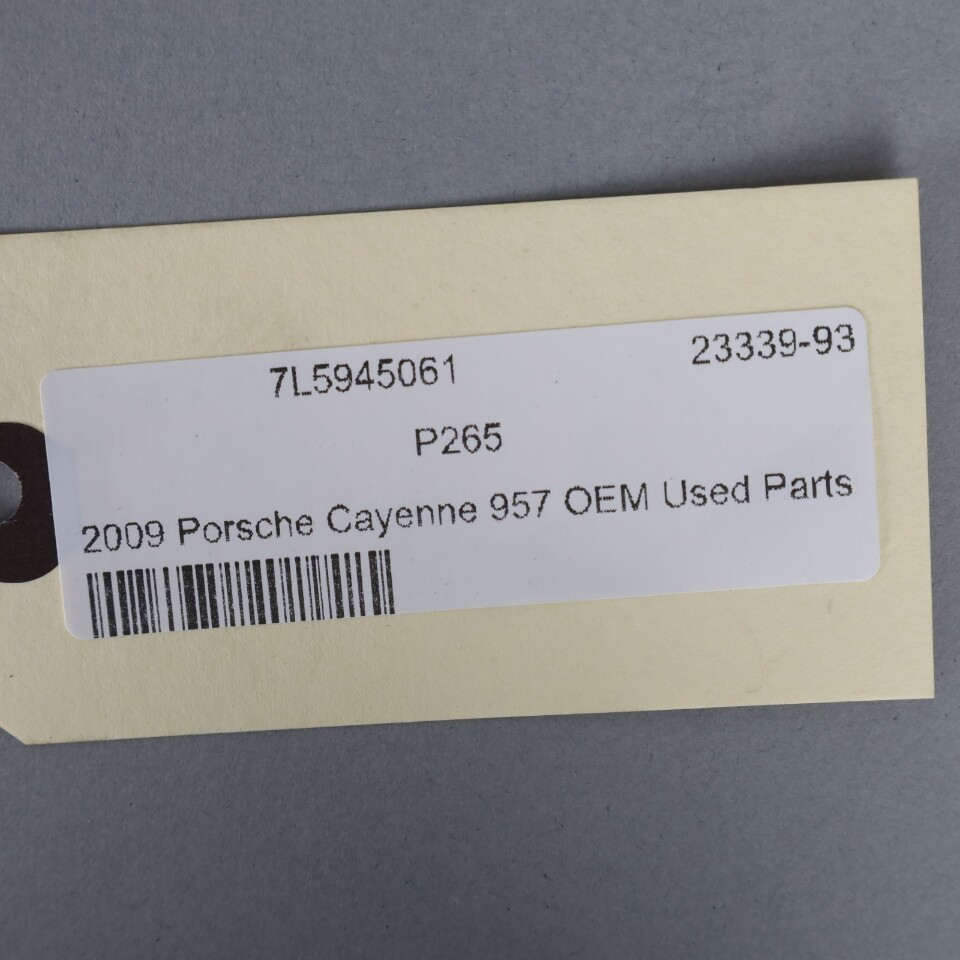 7L5945061 23339-93
P265
2009 Porsche Cayenne 957 OEM Used Parts